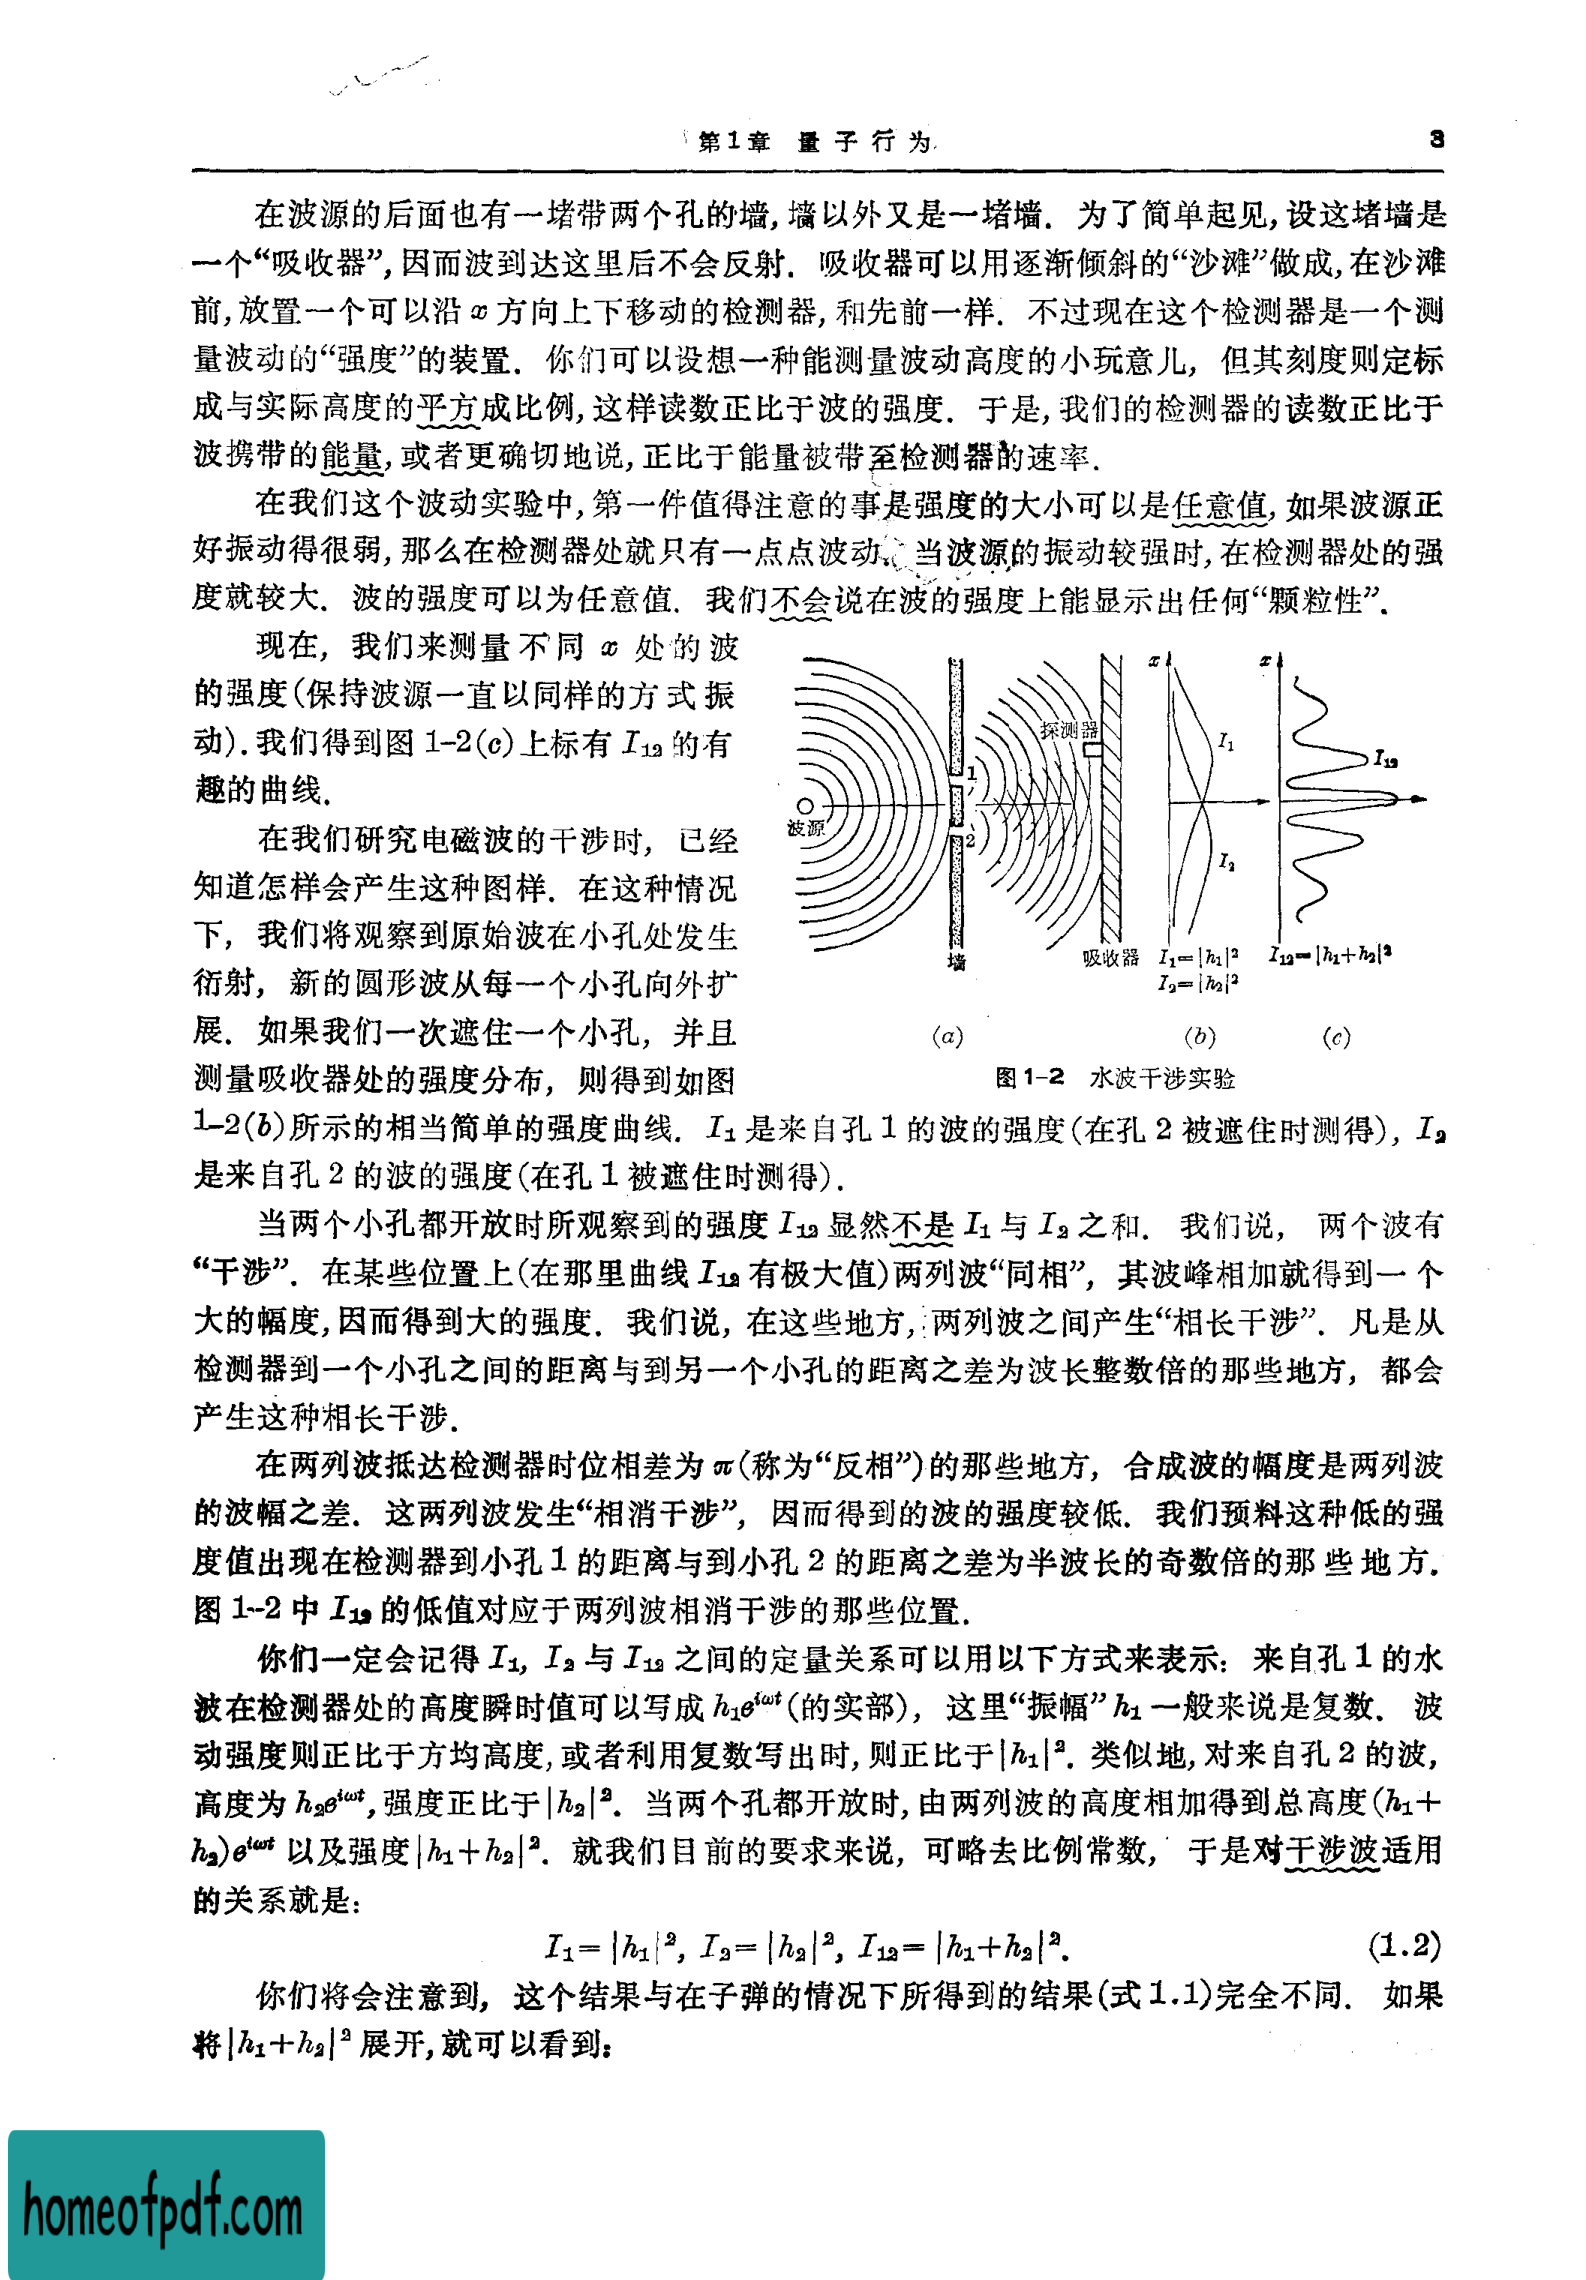 第1章 量子行为 3
在波源的后面也有一堵带两个孔的墙,墙以外又是一堵墙. 为了简单起见,设这堵墙是
一个“吸收器”,因而波到达这里后不会反射. 吸收器可以用逐渐倾斜的“沙滩”做成,在沙滩
前,放置一个可以沿 x 方向上下移动的检测器,和先前一样. 不过现在这个检测器是一个测
量波动的“强度”的装置. 你们可以设想一种能测量波动高度的小玩意儿, 但其刻度则定标
成与实际高度的平方成比例,这样读数正比于波的强度. 于是,我们的检测器的读数正比于
波携带的能量,或者更确切地说,正比于能量被带至检测器的速率.
在我们这个波动实验中,第一件值得注意的事是强度的大小可以是任意值,如果波源正
好振动得很弱,那么在检测器处就只有一点点波动. 当波源的振动较强时,在检测器处的强
度就较大. 波的强度可以为任意值. 我们不会说在波的强度上能显示出任何“颗粒性”.
现在, 我们来测量不同 x 处的波
的强度(保持波源一直以同样的方式振
动).我们得到图 1-2(c)上标有 I₁₂ 的有
趣的曲线.
在我们研究电磁波的干涉时, 已经
知道怎样会产生这种图样. 在这种情况
下, 我们将观察到原始波在小孔处发生
衍射, 新的圆形波从每一个小孔向外扩
展. 如果我们一次遮住一个小孔, 并且
测量吸收器处的强度分布, 则得到如图
x x
探测器 I₁ I₁₂
1
波源
2 I₂
墙 吸收器 I₁=|h₁|² I₁₂=|h₁+h₂|²
I₂=|h₂|²
(a) (b) (c)
图1-2 水波干涉实验
1-2(b)所示的相当简单的强度曲线. I₁ 是来自孔 1 的波的强度(在孔 2 被遮住时测得), I₂
是来自孔 2 的波的强度(在孔 1 被遮住时测得).
当两个小孔都开放时所观察到的强度 I₁₂ 显然不是 I₁ 与 I₂ 之和. 我们说, 两个波有
“干涉”. 在某些位置上(在那里曲线 I₁₂ 有极大值)两列波“同相”, 其波峰相加就得到一个
大的幅度,因而得到大的强度. 我们说, 在这些地方, 两列波之间产生“相长干涉”. 凡是从
检测器到一个小孔之间的距离与到另一个小孔的距离之差为波长整数倍的那些地方, 都会
产生这种相长干涉.
在两列波抵达检测器时位相差为 π(称为“反相”)的那些地方, 合成波的幅度是两列波
的波幅之差. 这两列波发生“相消干涉”, 因而得到的波的强度较低. 我们预料这种低的强
度值出现在检测器到小孔 1 的距离与到小孔 2 的距离之差为半波长的奇数倍的那些地方.
图 1-2 中 I₁₂ 的低值对应于两列波相消干涉的那些位置.
你们一定会记得 I₁, I₂ 与 I₁₂ 之间的定量关系可以用以下方式来表示: 来自孔 1 的水
波在检测器处的高度瞬时值可以写成 h₁e^{iωt}(的实部), 这里“振幅”h₁ 一般来说是复数. 波
动强度则正比于方均高度,或者利用复数写出时,则正比于|h₁|². 类似地,对来自孔 2 的波,
高度为 h₂e^{iωt},强度正比于|h₂|². 当两个孔都开放时,由两列波的高度相加得到总高度(h₁+
h₂)e^{iωt} 以及强度|h₁+h₂|². 就我们目前的要求来说, 可略去比例常数, 于是对干涉波适用
的关系就是:
I₁=|h₁|², I₂=|h₂|², I₁₂=|h₁+h₂|². (1.2)
你们将会注意到, 这个结果与在子弹的情况下所得到的结果(式1.1)完全不同. 如果
将|h₁+h₂|²展开,就可以看到:
homeofpdf.com